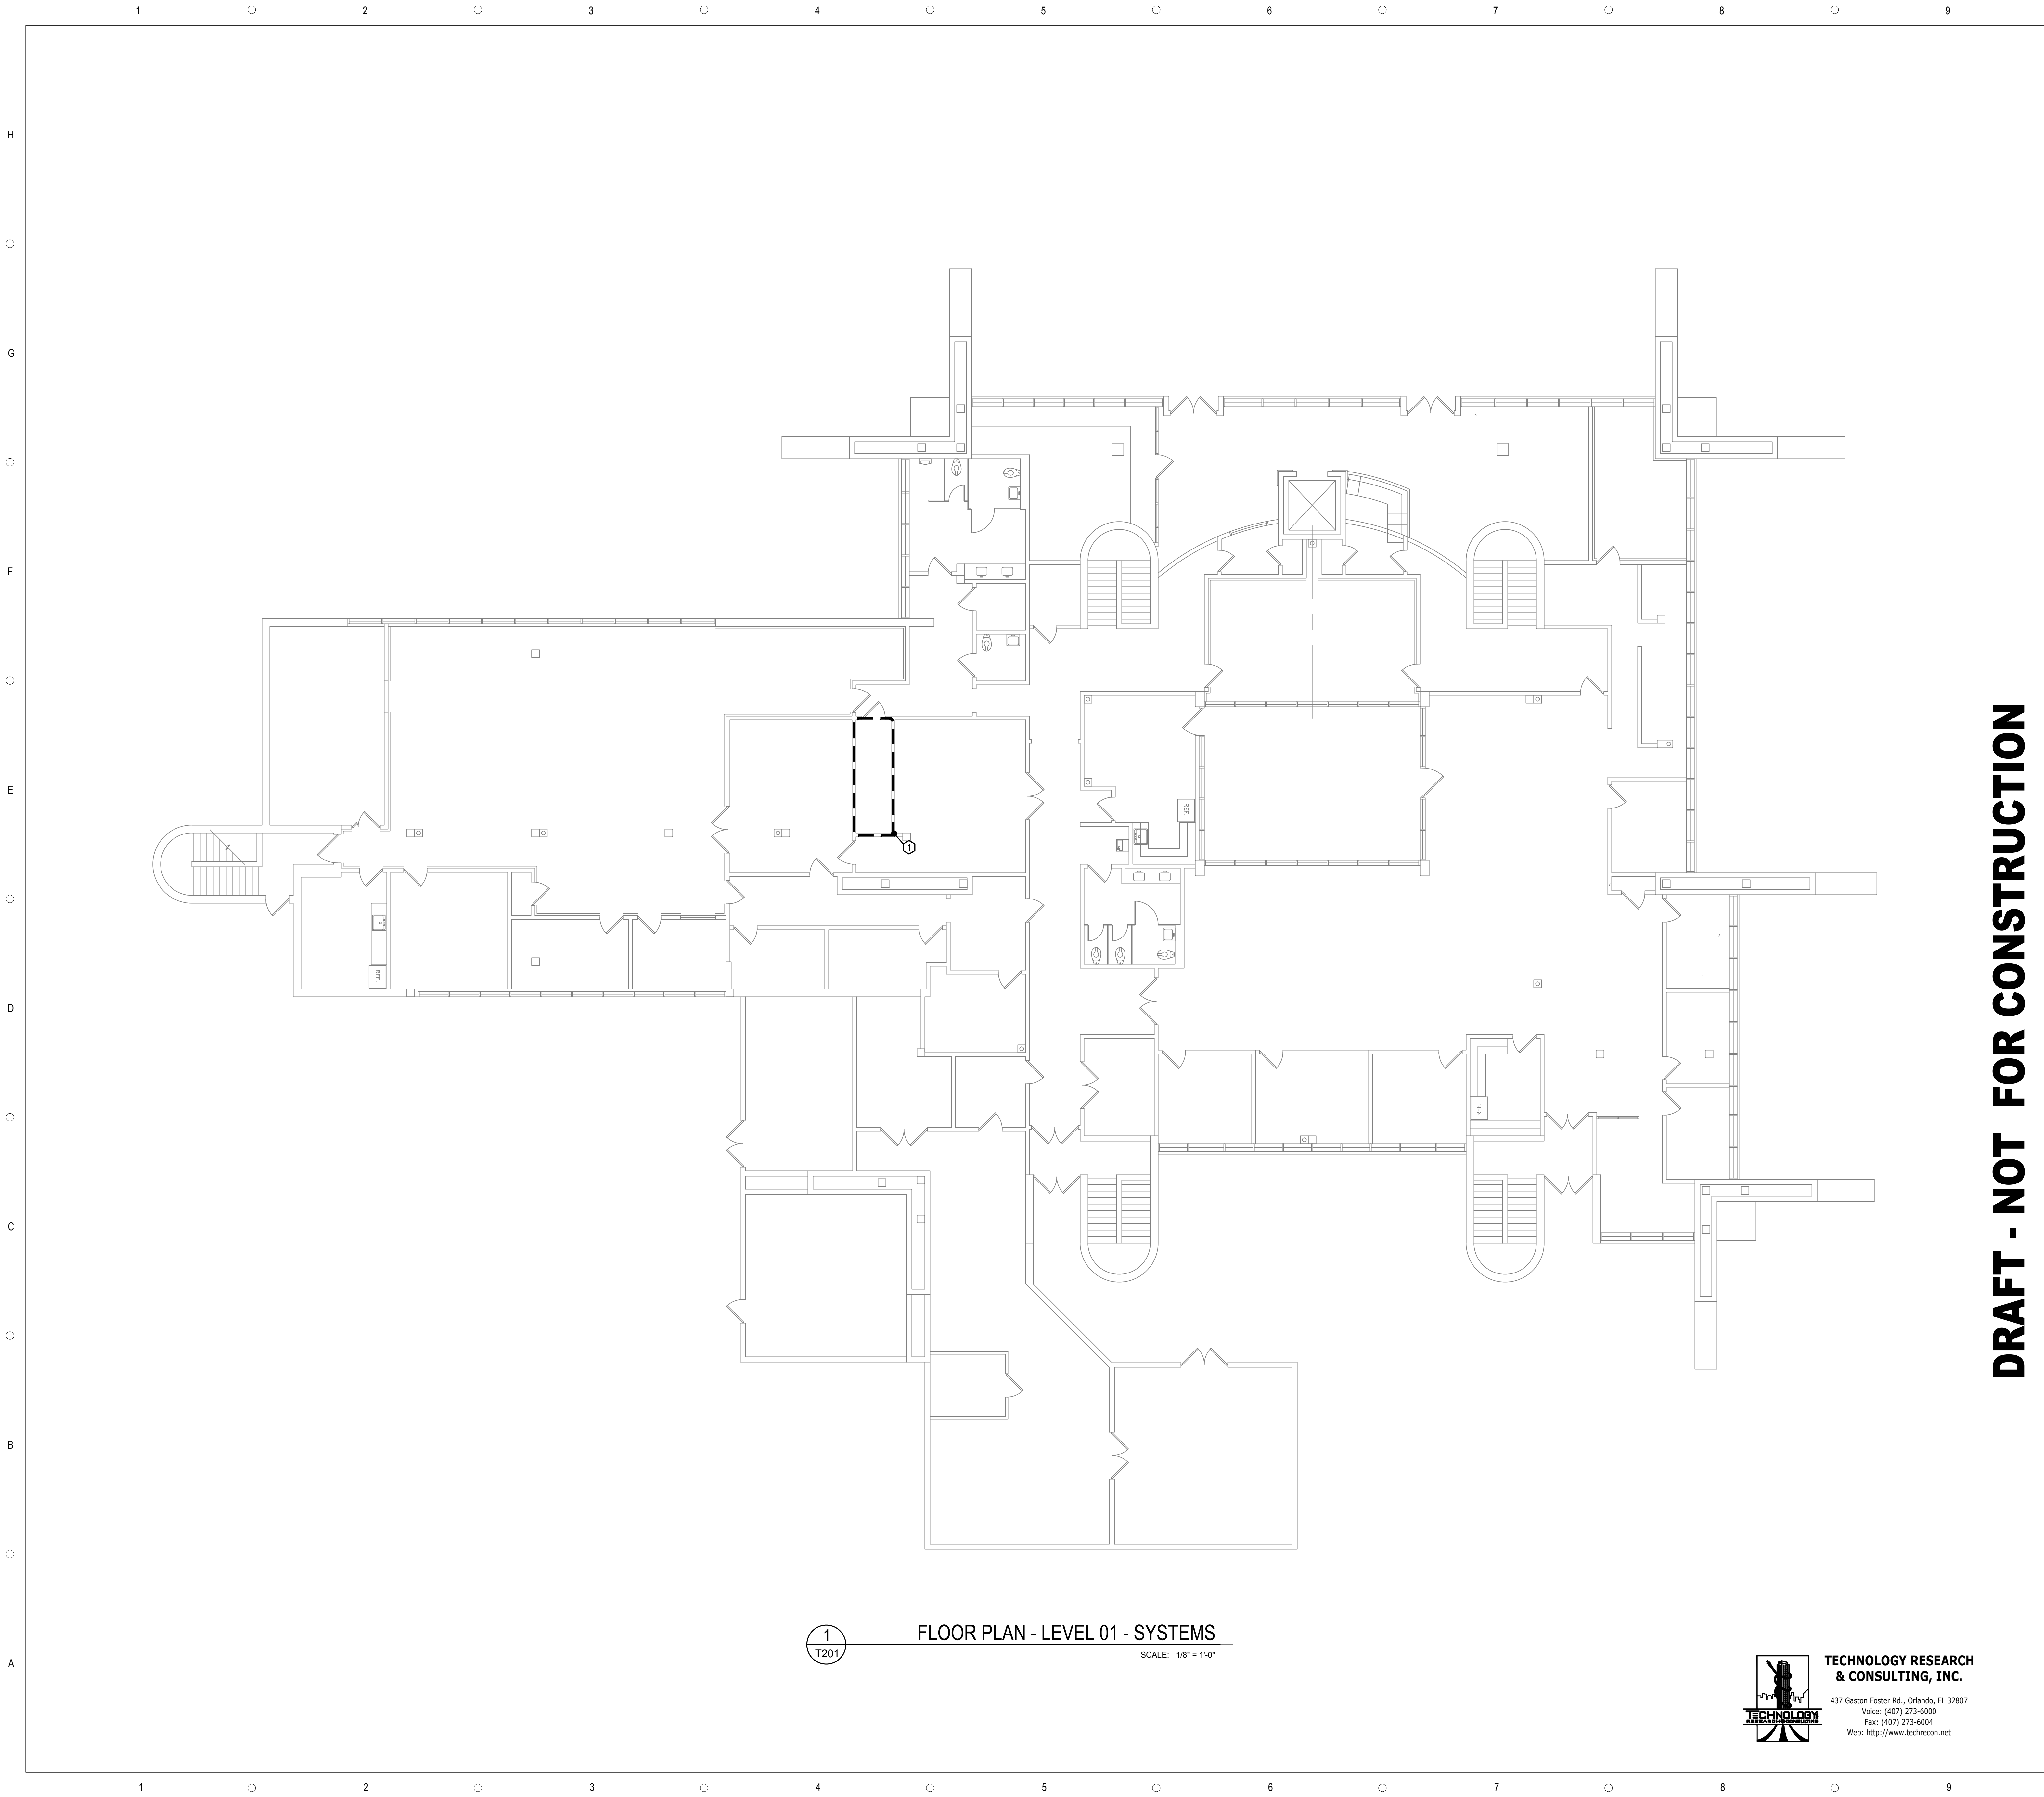 1 2 3 4 5 6 7 8 9
H
G
F
E
D
C
B
A
REF.
1
REF.
REF.
DRAFT - NOT FOR CONSTRUCTION
1
T201
FLOOR PLAN - LEVEL 01 - SYSTEMS
SCALE: 1/8" = 1'-0"
TECHNOLOGY
RESEARCH CONSULTING
TECHNOLOGY RESEARCH
& CONSULTING, INC.
437 Gaston Foster Rd., Orlando, FL 32807
Voice: (407) 273-6000
Fax: (407) 273-6004
Web: http://www.techrecon.net
1 2 3 4 5 6 7 8 9